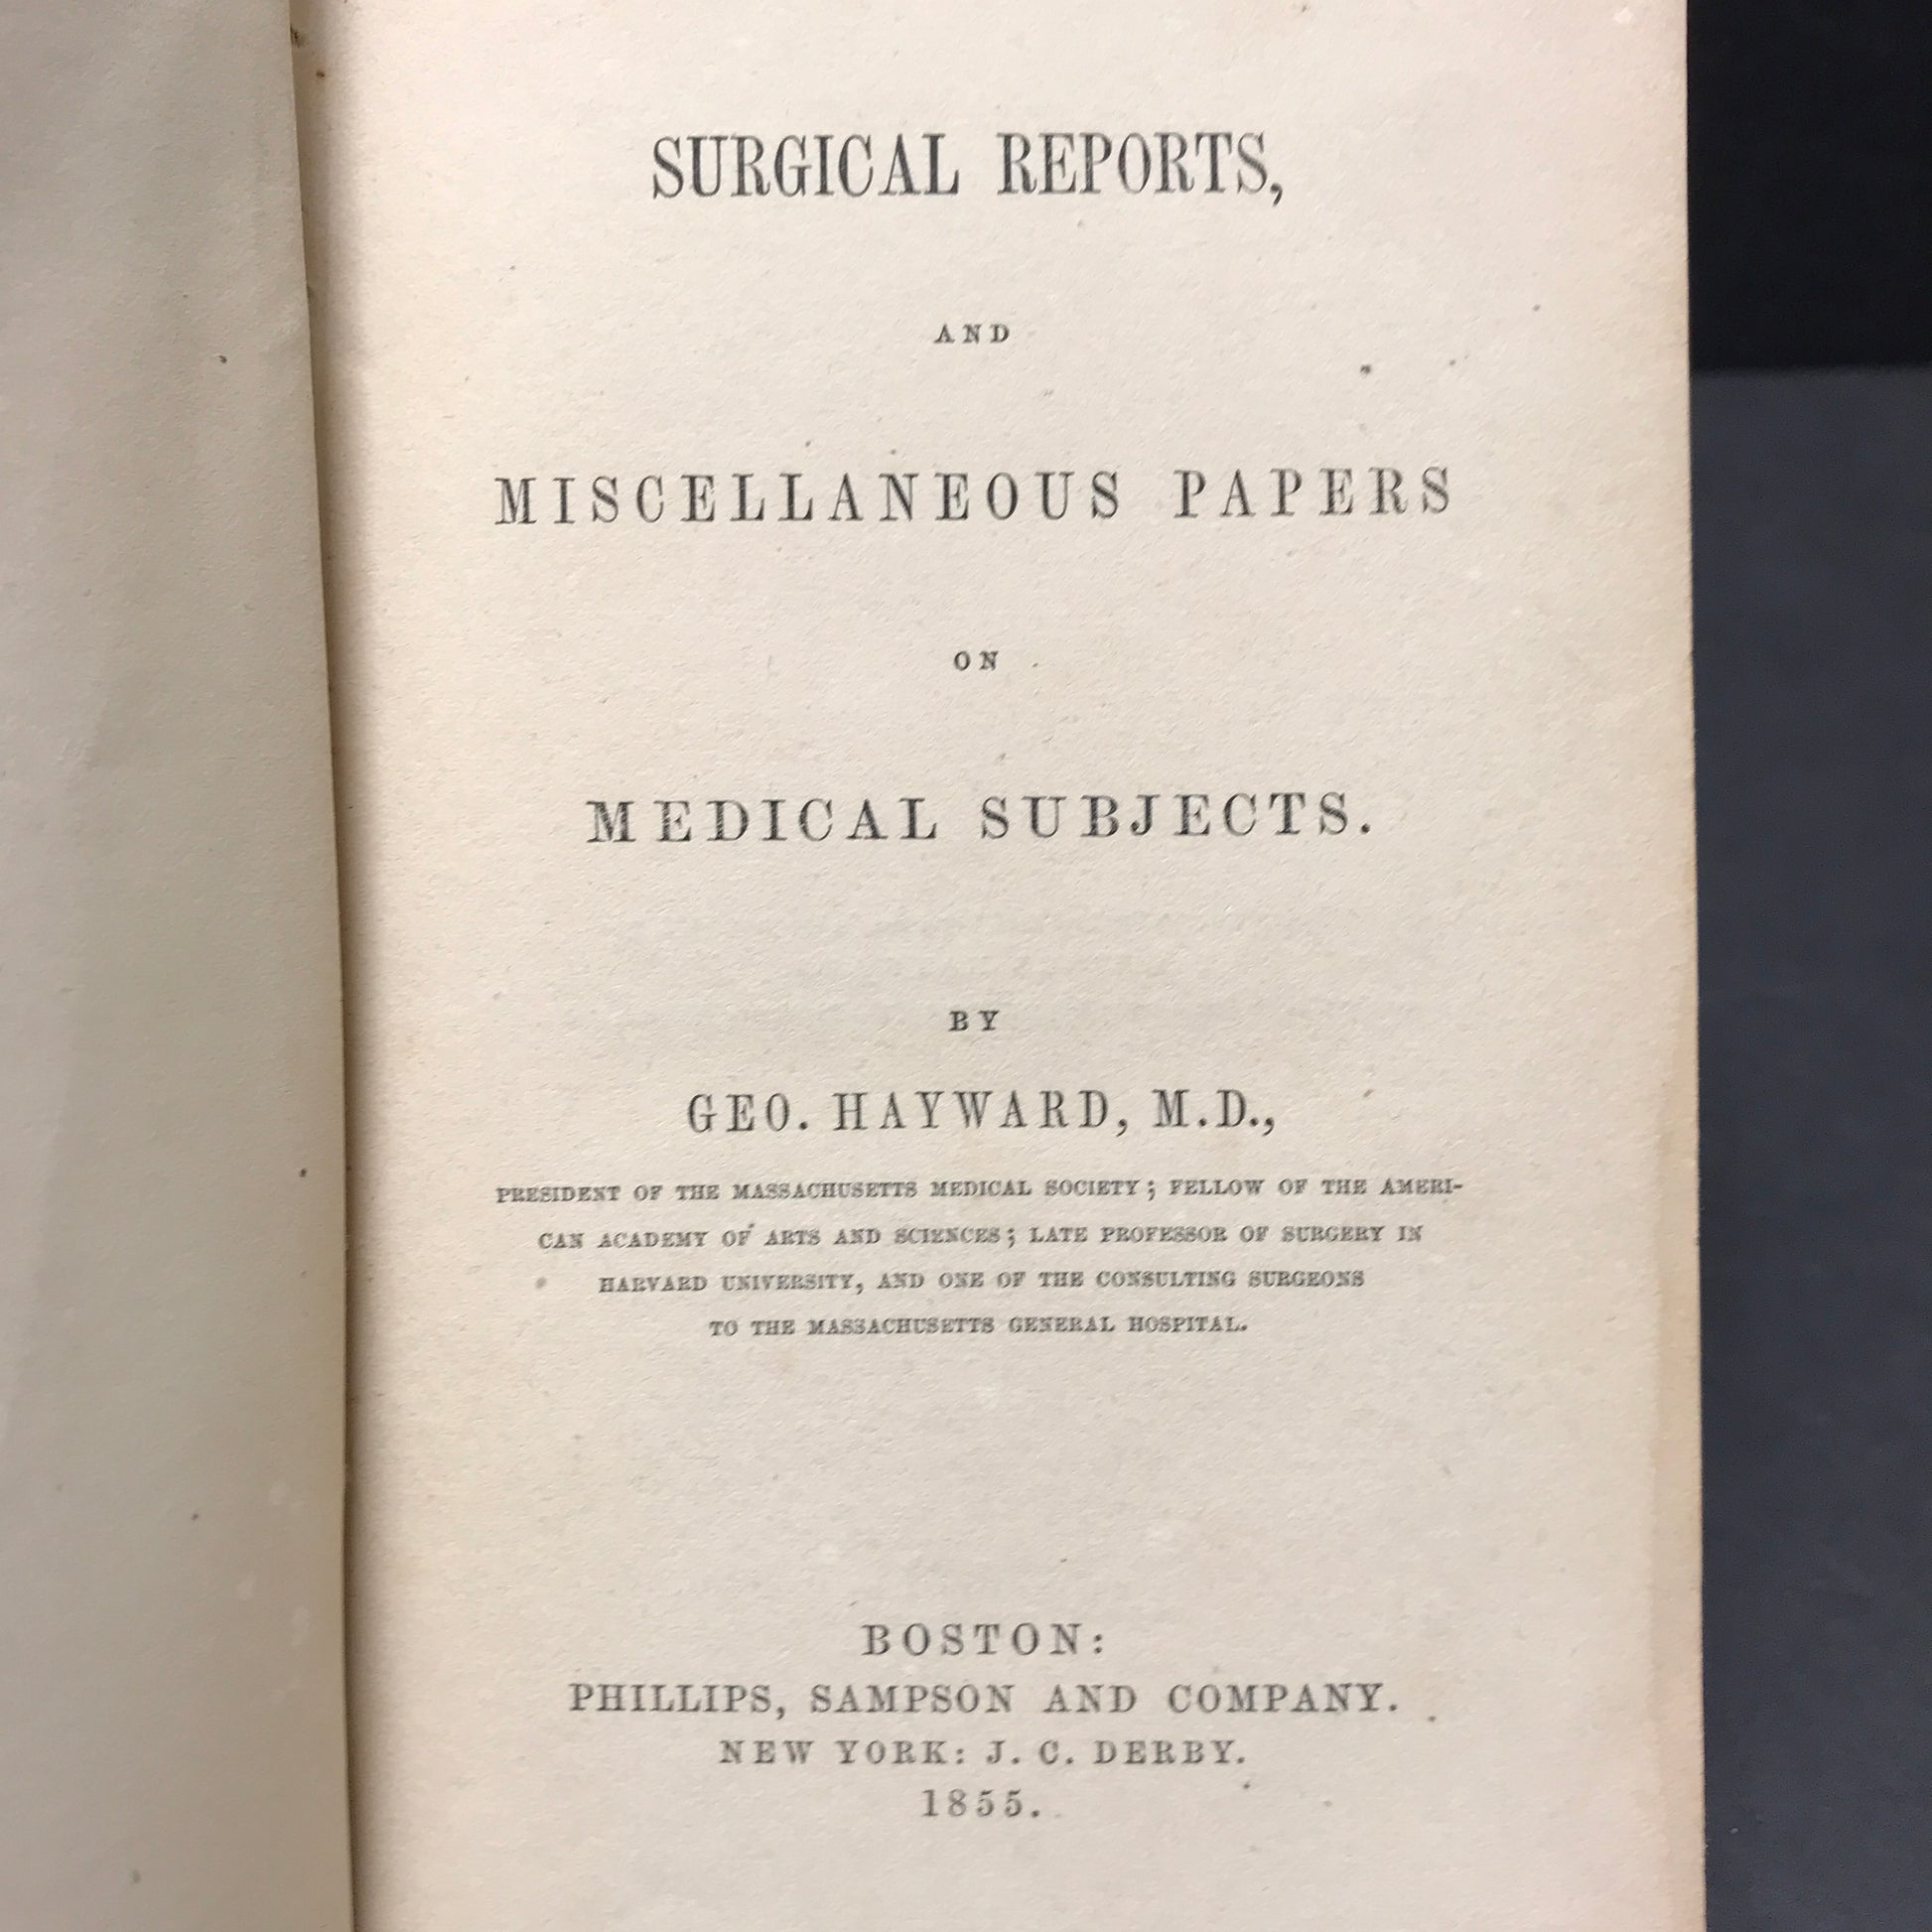 SURGICAL REPORTS,
AND
MISCELLANEOUS PAPERS
ON
MEDICAL SUBJECTS.
BY
GEO. HAYWARD, M.D.,
PRESIDENT OF THE MASSACHUSETTS MEDICAL SOCIETY; FELLOW OF THE AMERI-
CAN ACADEMY OF ARTS AND SCIENCES; LATE PROFESSOR OF SURGERY IN
HARVARD UNIVERSITY, AND ONE OF THE CONSULTING SURGEONS
TO THE MASSACHUSETTS GENERAL HOSPITAL.
BOSTON:
PHILLIPS, SAMPSON AND COMPANY.
NEW YORK: J. C. DERBY.
1855.